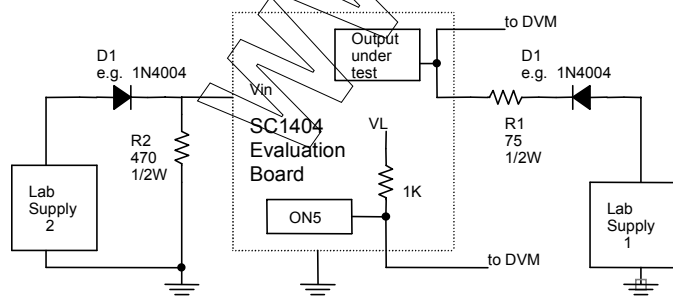 to DVM
Output
under
test
D1
e.g. 1N4004
D1
e.g. 1N4004
Vin
SC1404
Evaluation
Board
VL
R2
470
1/2W
R1
75
1/2W
1K
Lab
Supply
2
ON5
Lab
Supply
1
to DVM